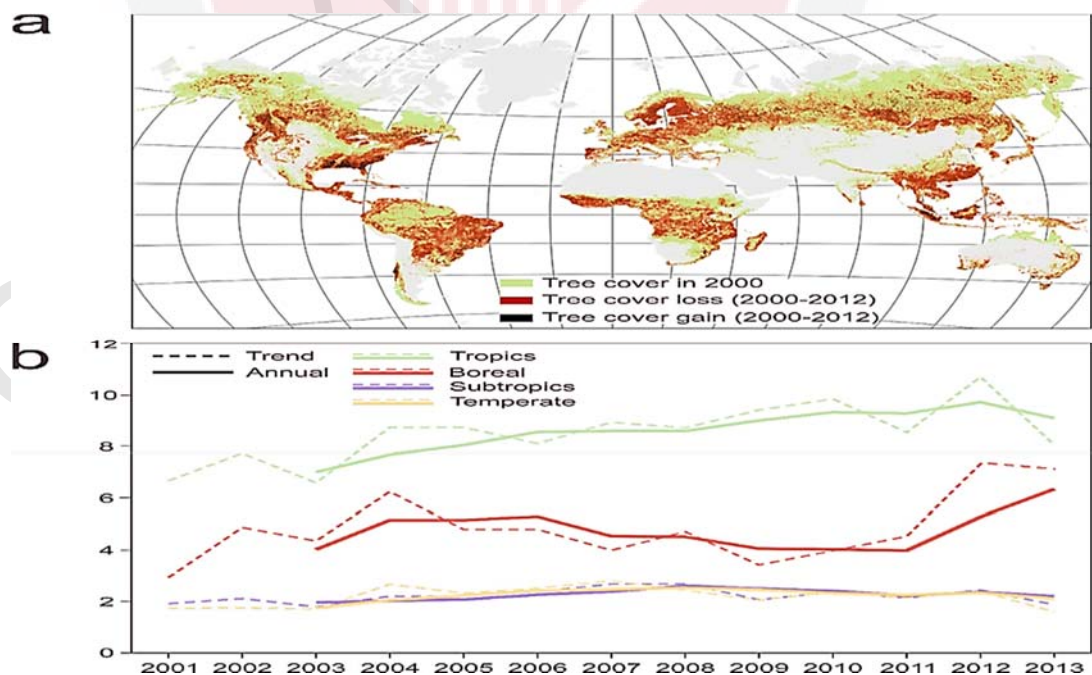 a
Tree cover in 2000
Tree cover loss (2000-2012)
Tree cover gain (2000-2012)
b
12
Trend
Annual
Tropics
Boreal
Subtropics
Temperate
10
8
6
4
2
0
2001 2002 2003 2004 2005 2006 2007 2008 2009 2010 2011 2012 2013